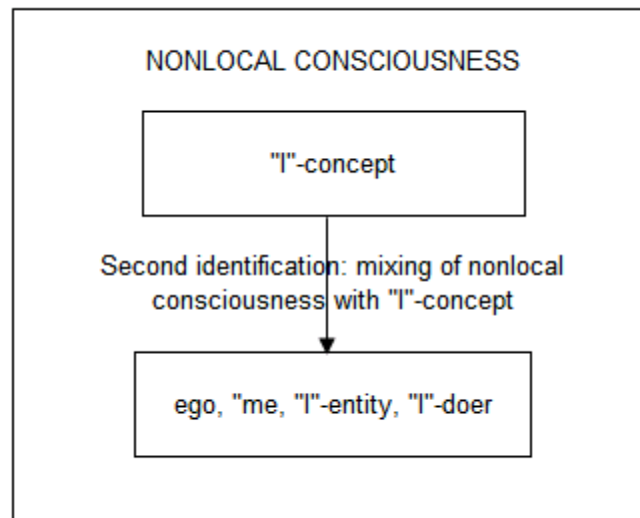 NONLOCAL CONSCIOUSNESS
"I"-concept
Second identification: mixing of nonlocal
consciousness with "I"-concept
ego, "me, "I"-entity, "I"-doer